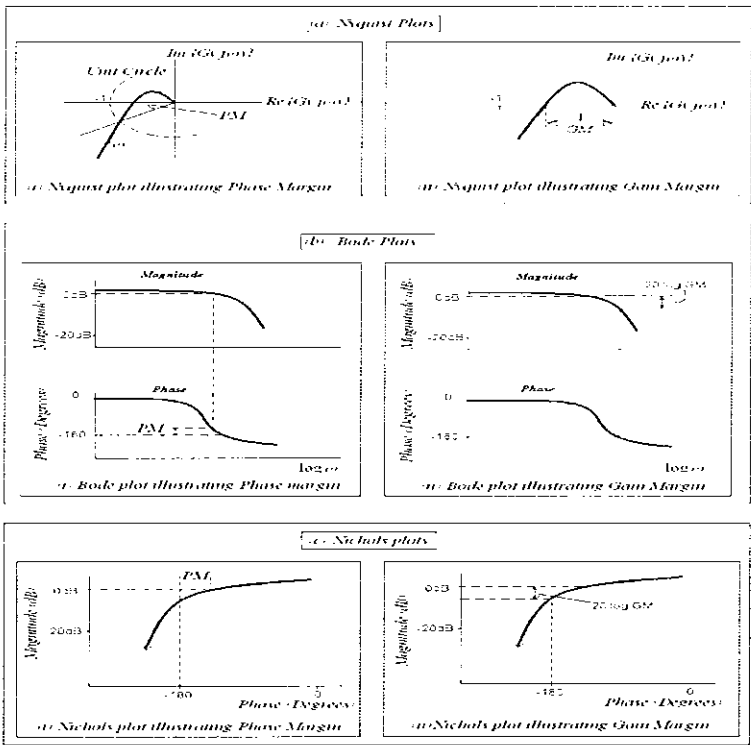 (a) Nyquist Plots
Im{G(jω)}
Unit Circle
-1
Re{G(jω)}
PM
ω
(i) Nyquist plot illustrating Phase Margin
Im{G(jω)}
-1
Re{G(jω)}
1
GM
(ii) Nyquist plot illustrating Gain Margin
(b) Bode Plots
Magnitude
Magnitude (dB)
0dB
-20dB
Phase
Phase (Degrees)
0
-180
PM
log ω
(i) Bode plot illustrating Phase margin
Magnitude
Magnitude (dB)
0dB
-20dB
20 log GM
Phase
Phase (Degrees)
0
-180
log ω
(ii) Bode plot illustrating Gain Margin
(c) Nichols plots
PM
Magnitude (dB)
0dB
20dB
-180
0
Phase (Degrees)
(i) Nichols plot illustrating Phase Margin
Magnitude (dB)
0dB
-20dB
20 log GM
-180
0
Phase (Degrees)
(ii) Nichols plot illustrating Gain Margin